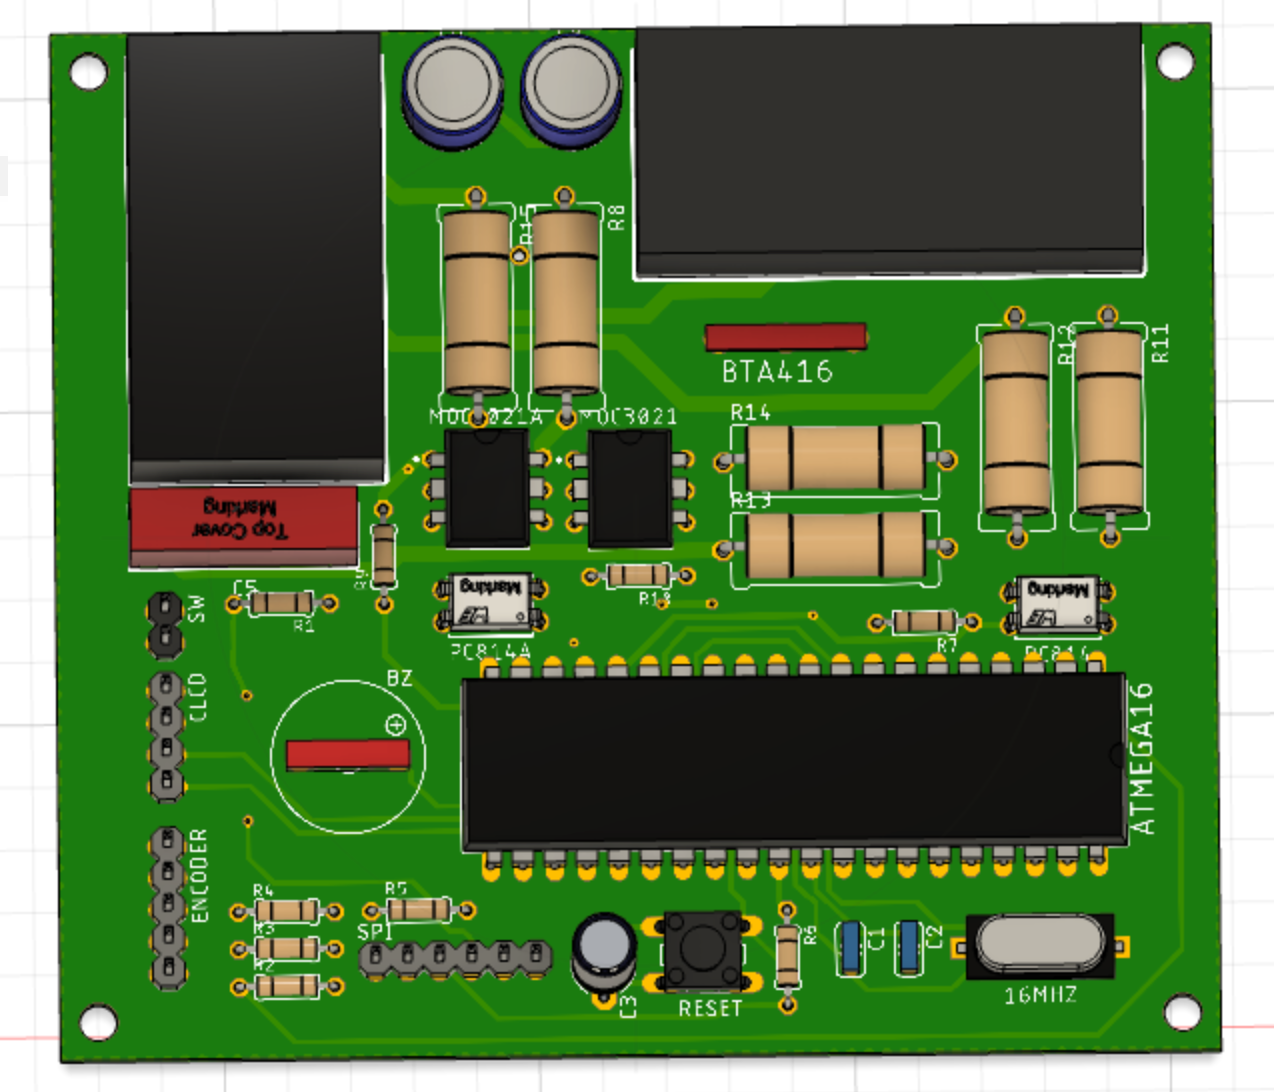 R15
R8
BTA416
R12
R11
MOC3021A
MOC3021
R14
R13
Top Cover
Marking
R9
C5
R1
SW
Marking
PC814A
R18
R7
Marking
PC814
CLCD
BZ
ATMEGA16
ENCODER
R4
R5
R3
SPI
R2
C3
RESET
R6
C1
C2
16MHZ